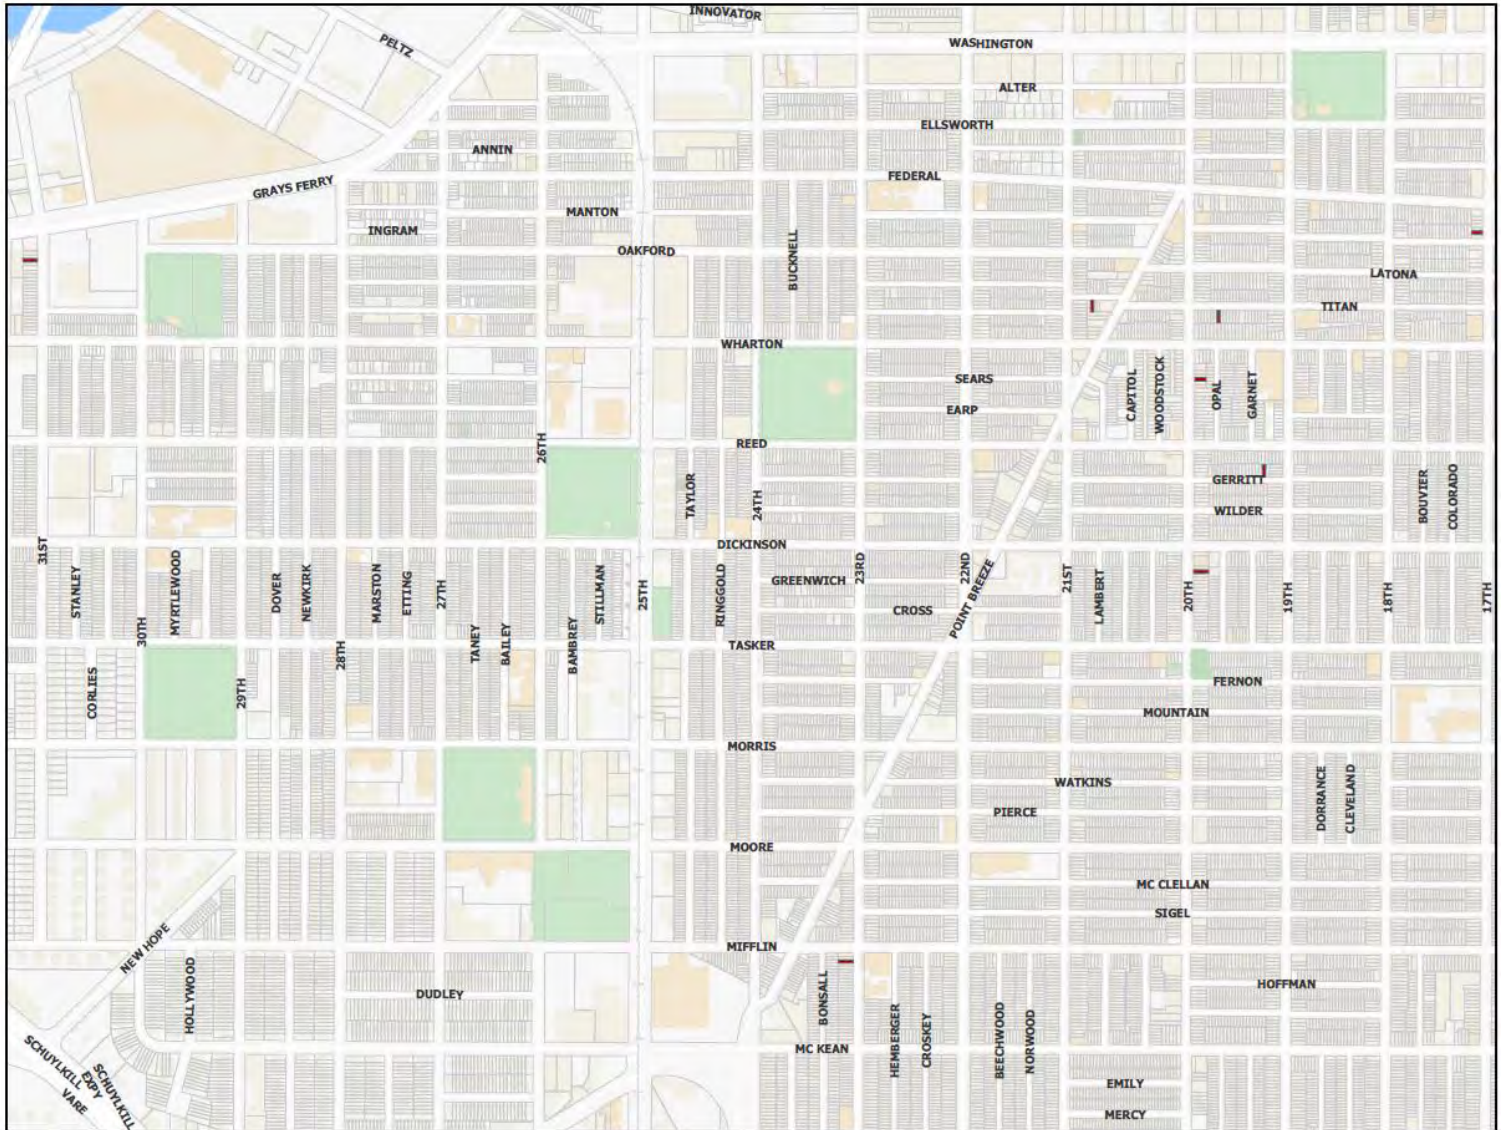 INNOVATOR
PELTZ
WASHINGTON
ALTER
ELLSWORTH
ANNIN
FEDERAL
GRAYS FERRY
MANTON
INGRAM
OAKFORD
BUCKNELL
LATONA
TITAN
WHARTON
SEARS
CAPITOL
WOODSTOCK
OPAL
GARNET
EARP
REED
26TH
GERRITT
TAYLOR
24TH
WILDER
BOUVIER
COLORADO
DICKINSON
31ST
STANLEY
MYRTLEWOOD
DOVER
NEWKIRK
MARSTON
ETTING
27TH
STILLMAN
25TH
RINGGOLD
GREENWICH
23RD
22ND
POINT BREEZE
21ST
LAMBERT
20TH
19TH
18TH
17TH
CROSS
30TH
28TH
TANEY
BAILEY
BAMBREY
TASKER
CORLIES
29TH
FERNON
MOUNTAIN
MORRIS
WATKINS
PIERCE
DORRANCE
CLEVELAND
MOORE
MC CLELLAN
SIGEL
NEW HOPE
MIFFLIN
HOLLYWOOD
DUDLEY
BONSALL
HOFFMAN
HEMBERGER
CROSKEY
BEECHWOOD
NORWOOD
MC KEAN
SCHUYLKILL
EXPY
SCHUYLKILL
VARE
EMILY
MERCY